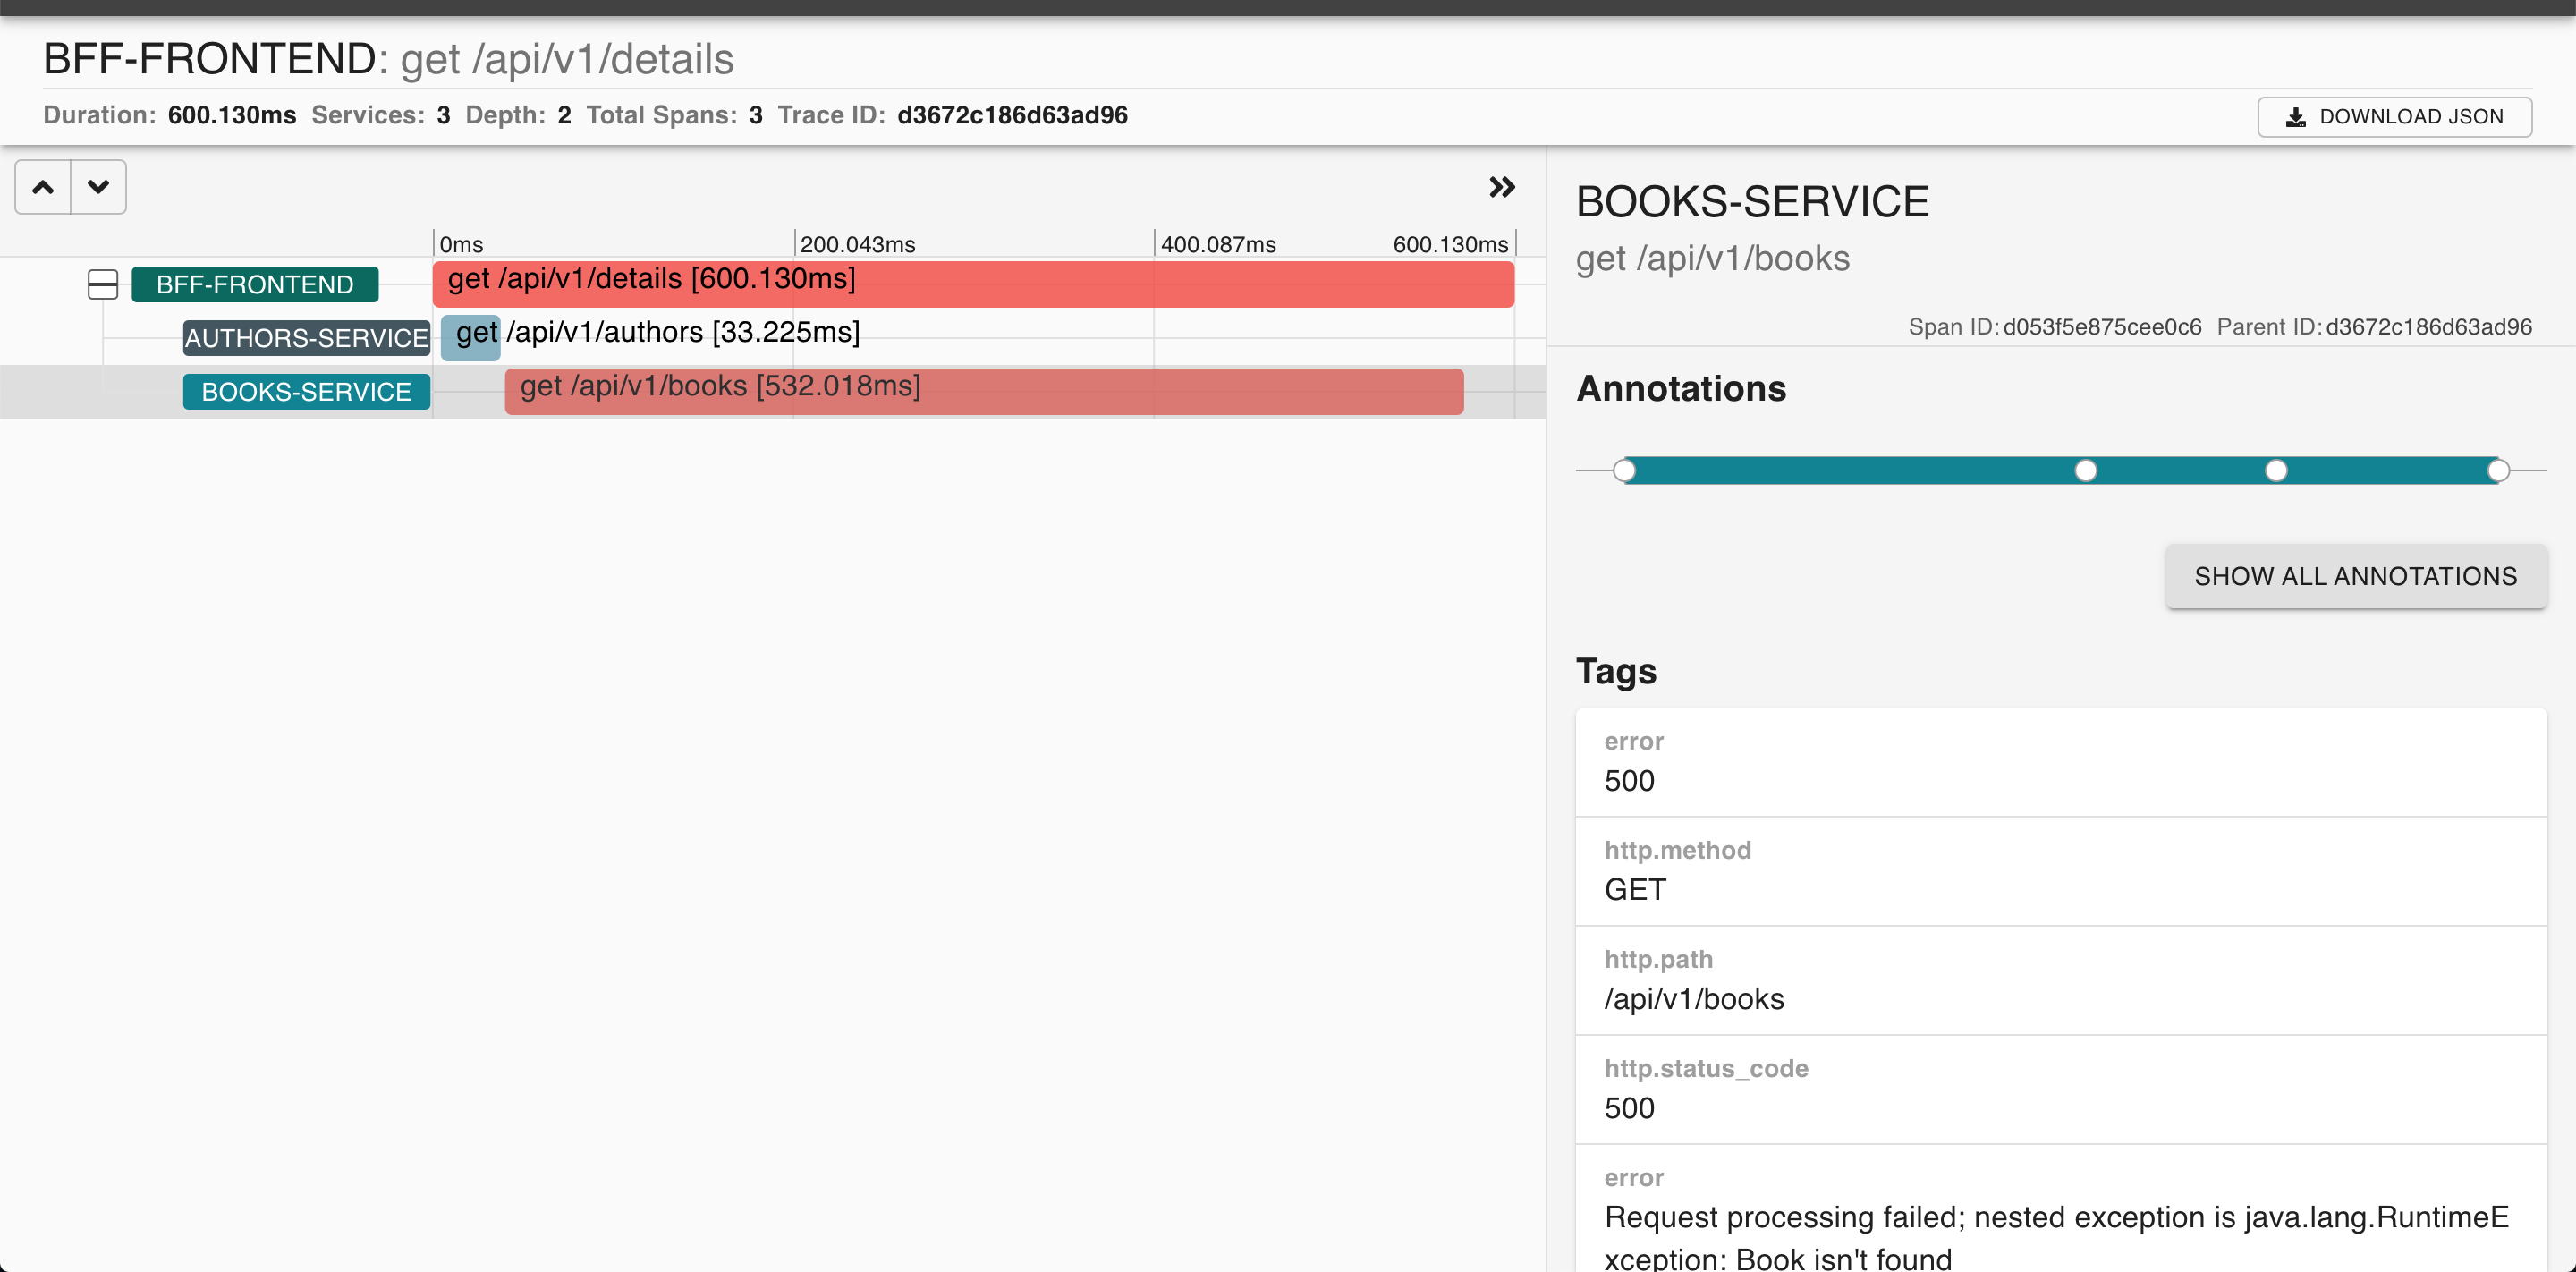 BFF-FRONTEND: get /api/v1/details
Duration: 600.130ms Services: 3 Depth: 2 Total Spans: 3 Trace ID: d3672c186d63ad96
DOWNLOAD JSON
0ms 200.043ms 400.087ms 600.130ms
BFF-FRONTEND get /api/v1/details [600.130ms]
AUTHORS-SERVICE get /api/v1/authors [33.225ms]
BOOKS-SERVICE get /api/v1/books [532.018ms]
BOOKS-SERVICE
get /api/v1/books
Span ID: d053f5e875cee0c6 Parent ID: d3672c186d63ad96
Annotations
SHOW ALL ANNOTATIONS
Tags
error
500
http.method
GET
http.path
/api/v1/books
http.status_code
500
error
Request processing failed; nested exception is java.lang.RuntimeE
xception: Book isn't found